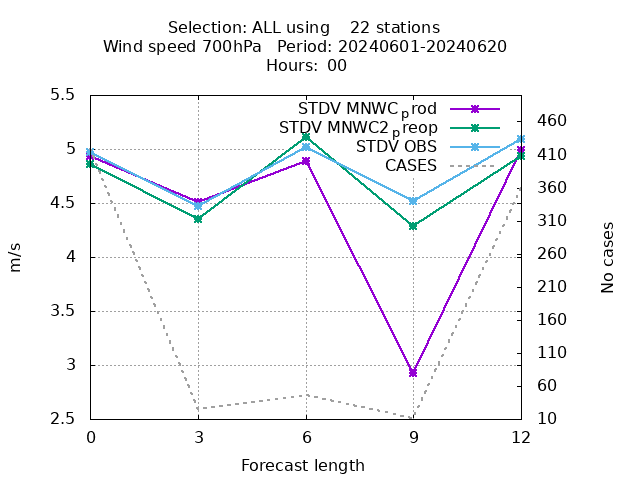 Selection: ALL using    22 stations
Wind speed 700hPa   Period: 20240601-20240620
Hours:  00
STDV MNWCprod
STDV MNWC2preop
STDV OBS
CASES
5.5
5
4.5
4
3.5
3
2.5
m/s
460
410
360
310
260
210
160
110
60
10
No cases
0 3 6 9 12
Forecast length